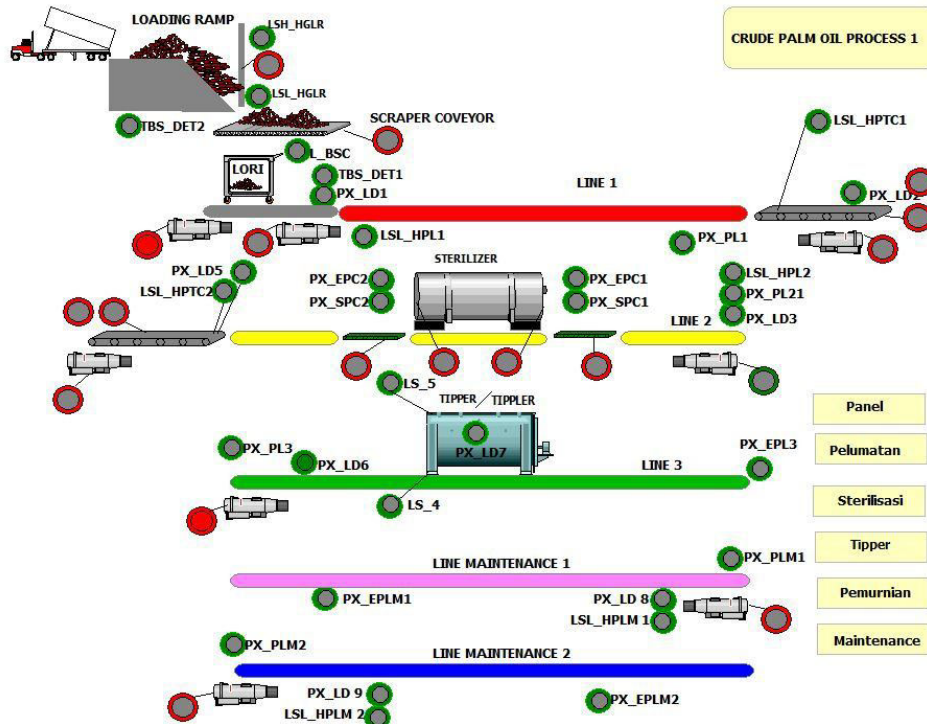 LOADING RAMP
LSH_HGLR
CRUDE PALM OIL PROCESS 1
LSL_HGLR
TBS_DET2
SCRAPER COVEYOR
LSL_HPTC1
L_BSC
LORI
TBS_DET1
LINE 1
PX_LD1
PX_LD2
LSL_HPL1
PX_PL1
STERILIZER
PX_LD5
PX_EPC2
PX_EPC1
LSL_HPL2
LSL_HPTC2
PX_SPC2
PX_SPC1
PX_PL21
PX_LD3
LINE 2
LS_5
TIPPER
TIPPLER
Panel
PX_PL3
PX_LD7
PX_EPL3
Pelumatan
PX_LD6
LINE 3
LS_4
Sterilisasi
Tipper
PX_PLM1
LINE MAINTENANCE 1
Pemurnian
PX_EPLM1
PX_LD 8
LSL_HPLM 1
Maintenance
PX_PLM2
LINE MAINTENANCE 2
PX_LD 9
PX_EPLM2
LSL_HPLM 2